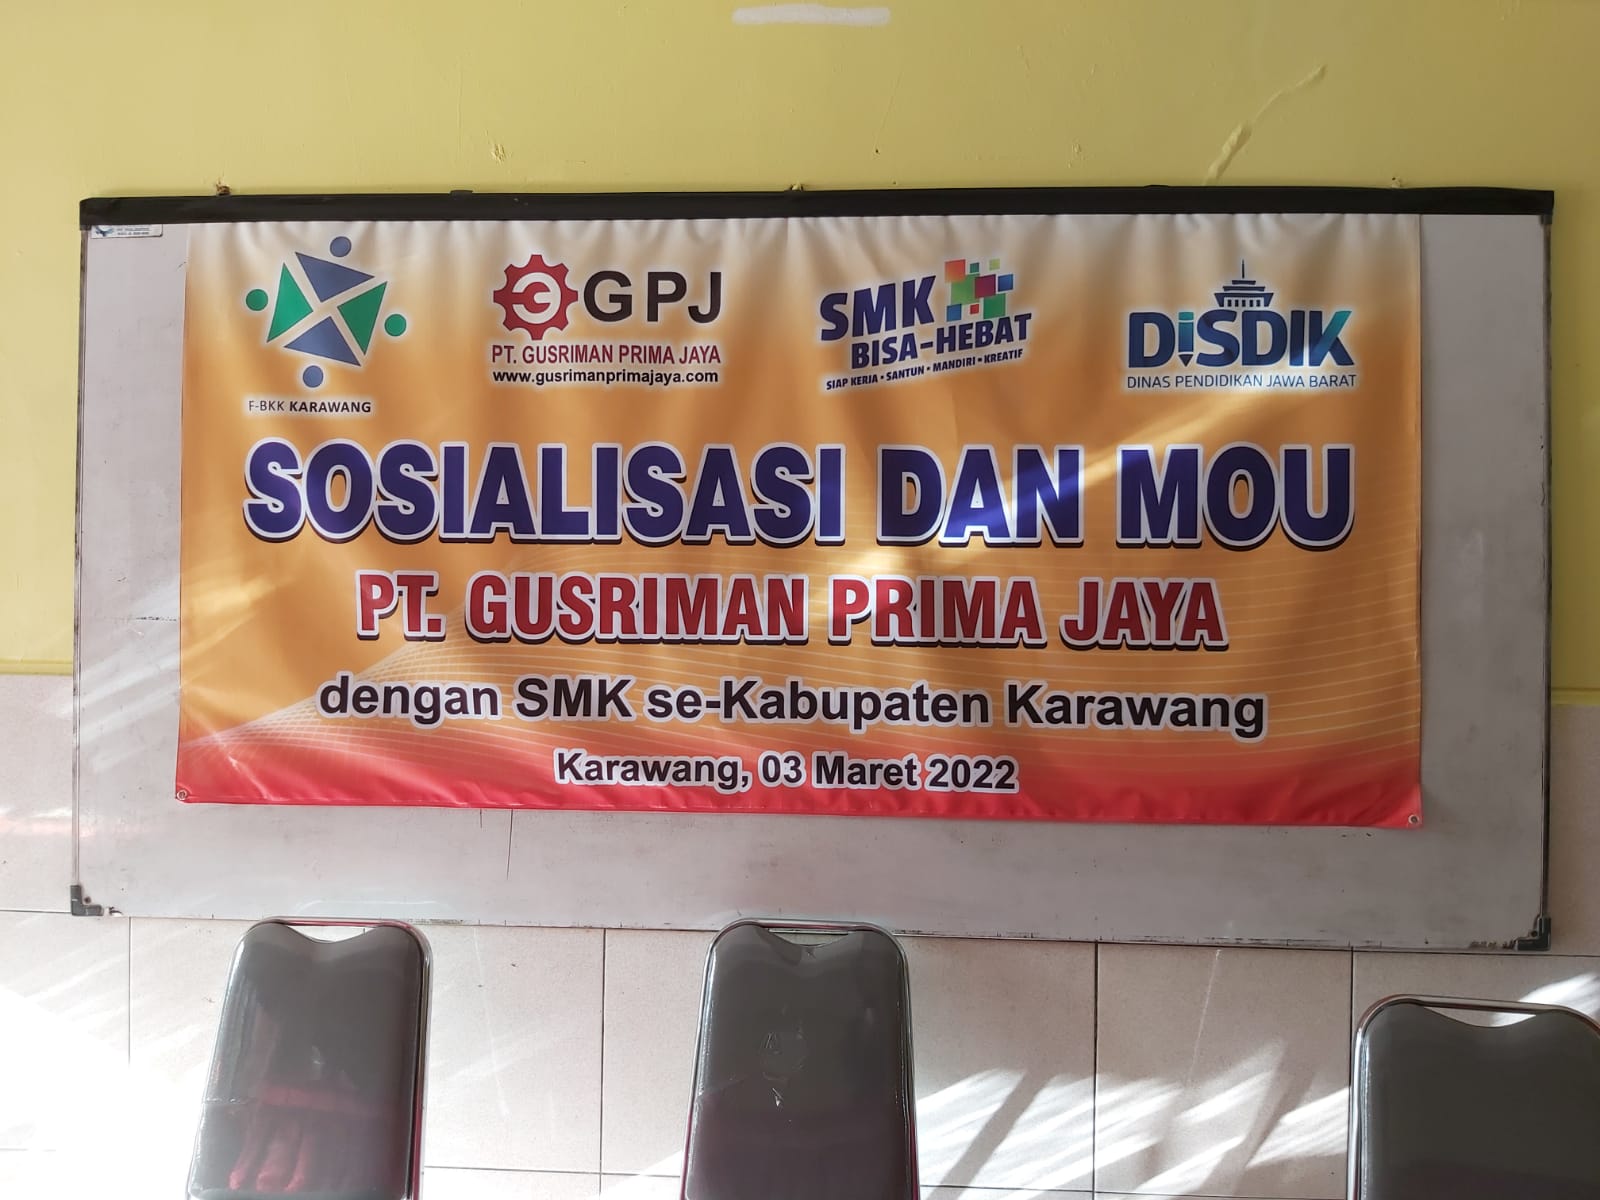 F-BKK KARAWANG
GPJ
PT. GUSRIMAN PRIMA JAYA
www.gusrimanprimajaya.com
SMK
BISA-HEBAT
SIAP KERJA • SANTUN • MANDIRI • KREATIF
DiSDIK
DINAS PENDIDIKAN JAWA BARAT
SOSIALISASI DAN MOU
PT. GUSRIMAN PRIMA JAYA
dengan SMK se-Kabupaten Karawang
Karawang, 03 Maret 2022